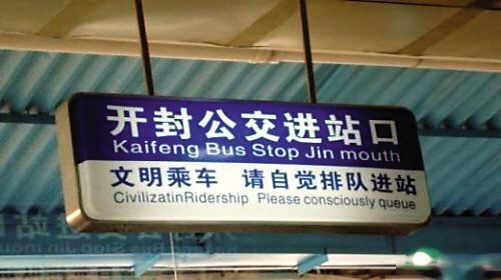 开封公交进站口
Kaifeng Bus Stop Jin mouth
文明乘车 请自觉排队进站
CivilizatinRidership Please consciously queue